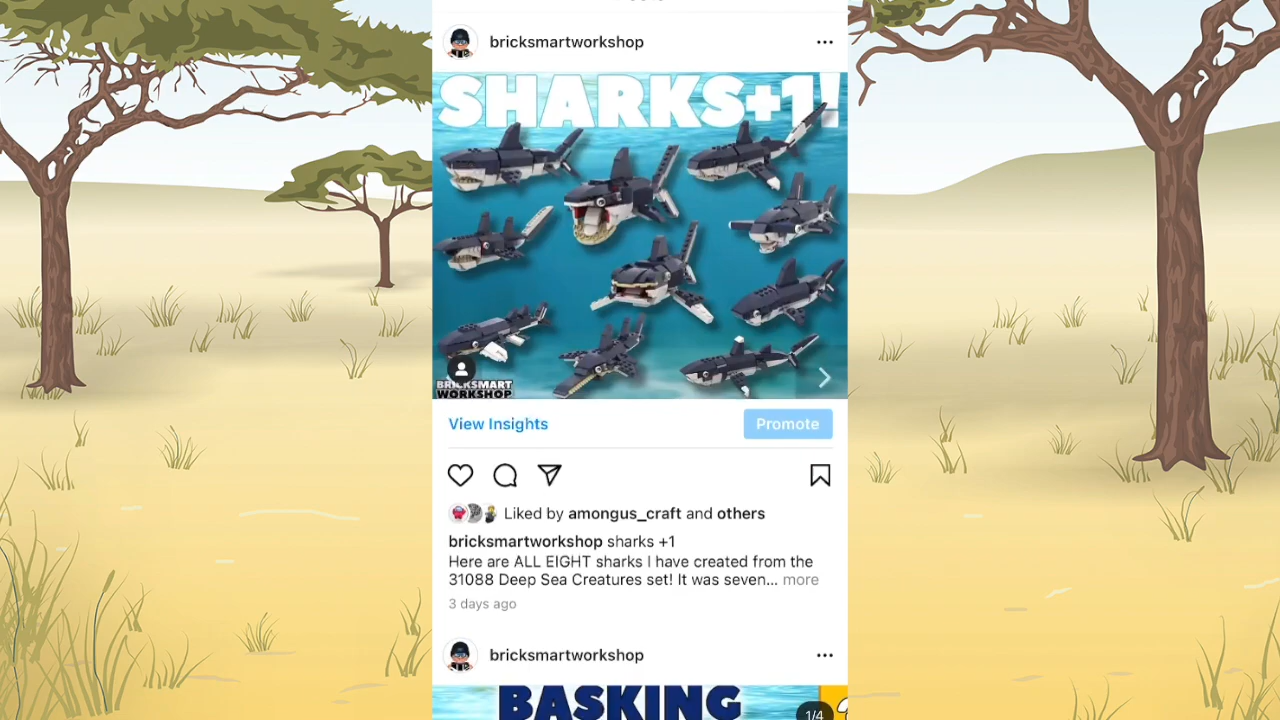 bricksmartworkshop
SHARKS+1!
BRICKSMART
WORKSHOP
View Insights
Promote
Liked by amongus_craft and others
bricksmartworkshop sharks +1
Here are ALL EIGHT sharks I have created from the
31088 Deep Sea Creatures set! It was seven... more
3 days ago
bricksmartworkshop
BASKING
1/4